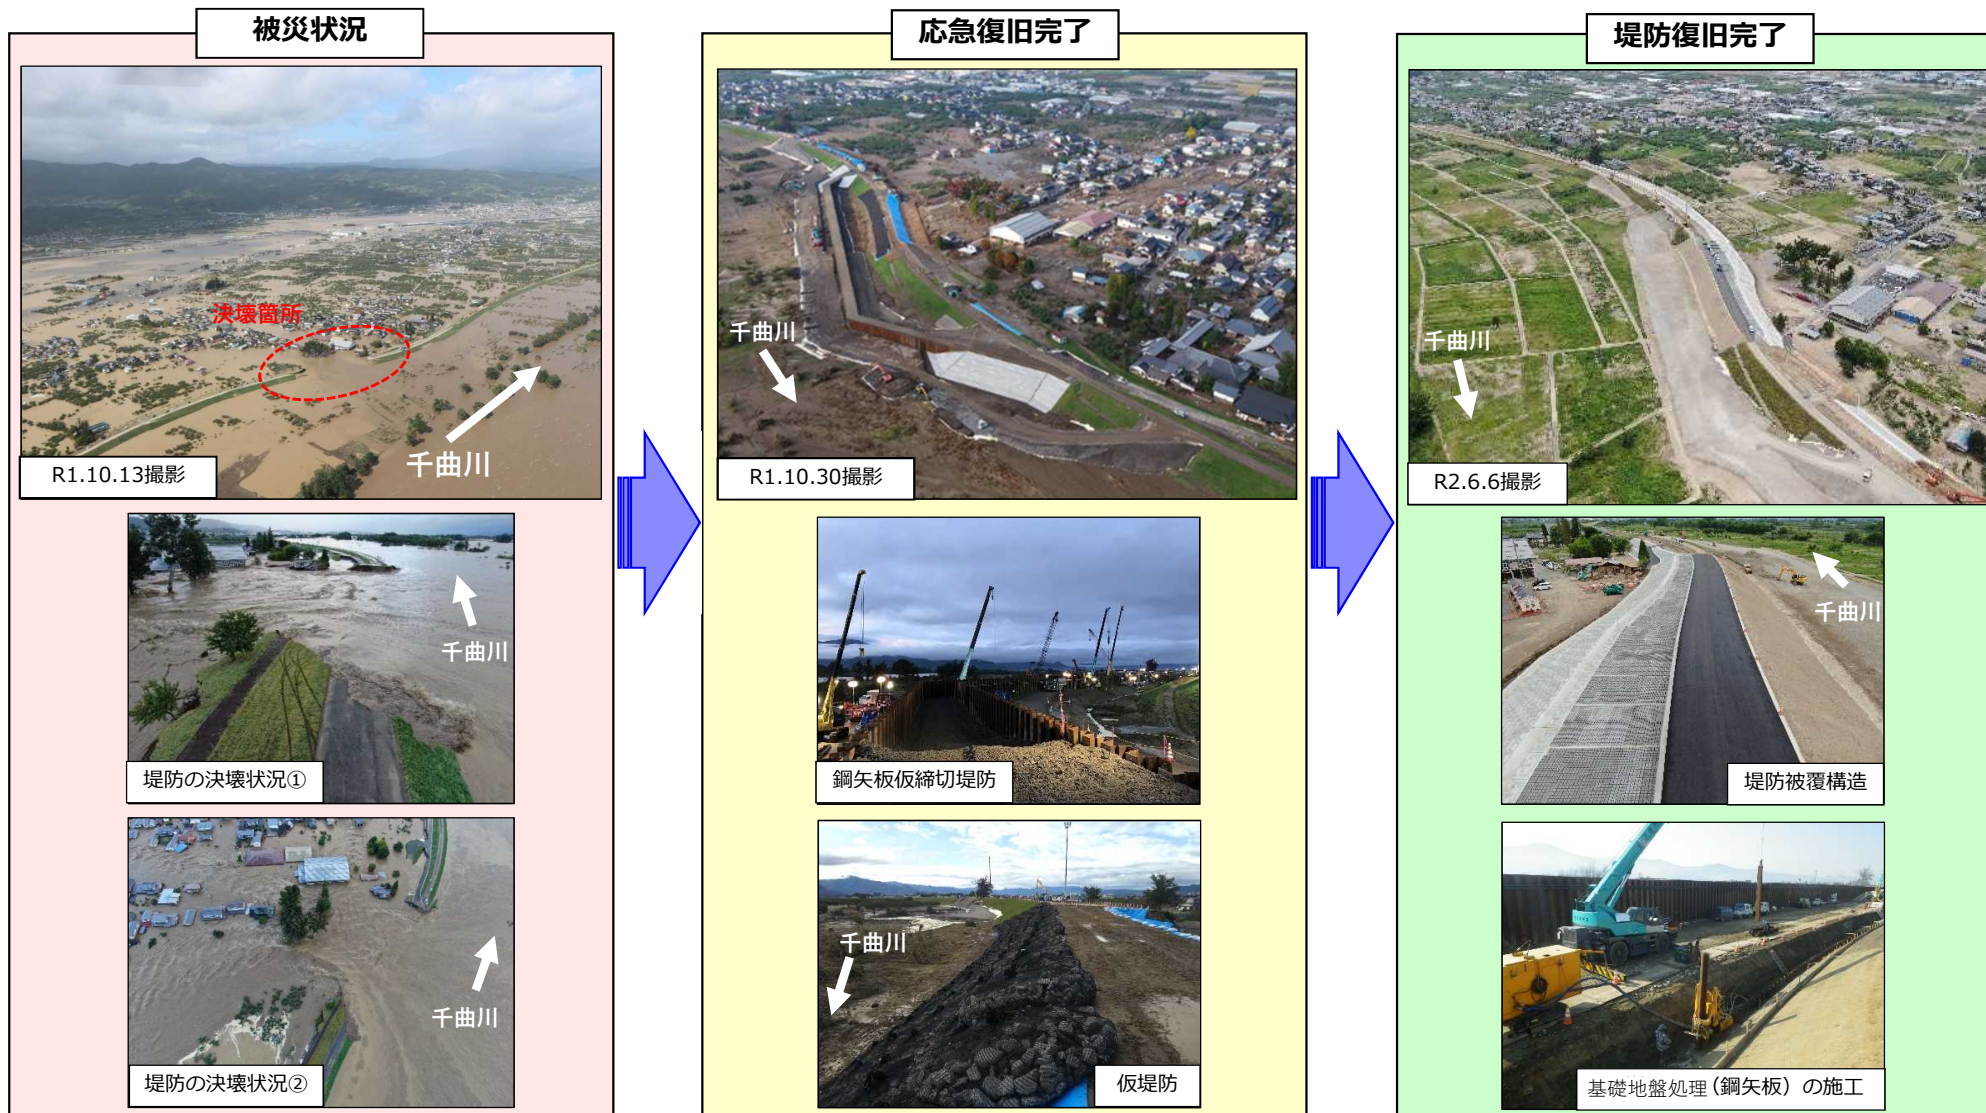 被災状況
決壊箇所
千曲川
R1.10.13撮影
千曲川
堤防の決壊状況①
千曲川
堤防の決壊状況②
応急復旧完了
千曲川
R1.10.30撮影
鋼矢板仮締切堤防
千曲川
仮堤防
堤防復旧完了
千曲川
R2.6.6撮影
千曲川
堤防被覆構造
基礎地盤処理(鋼矢板)の施工